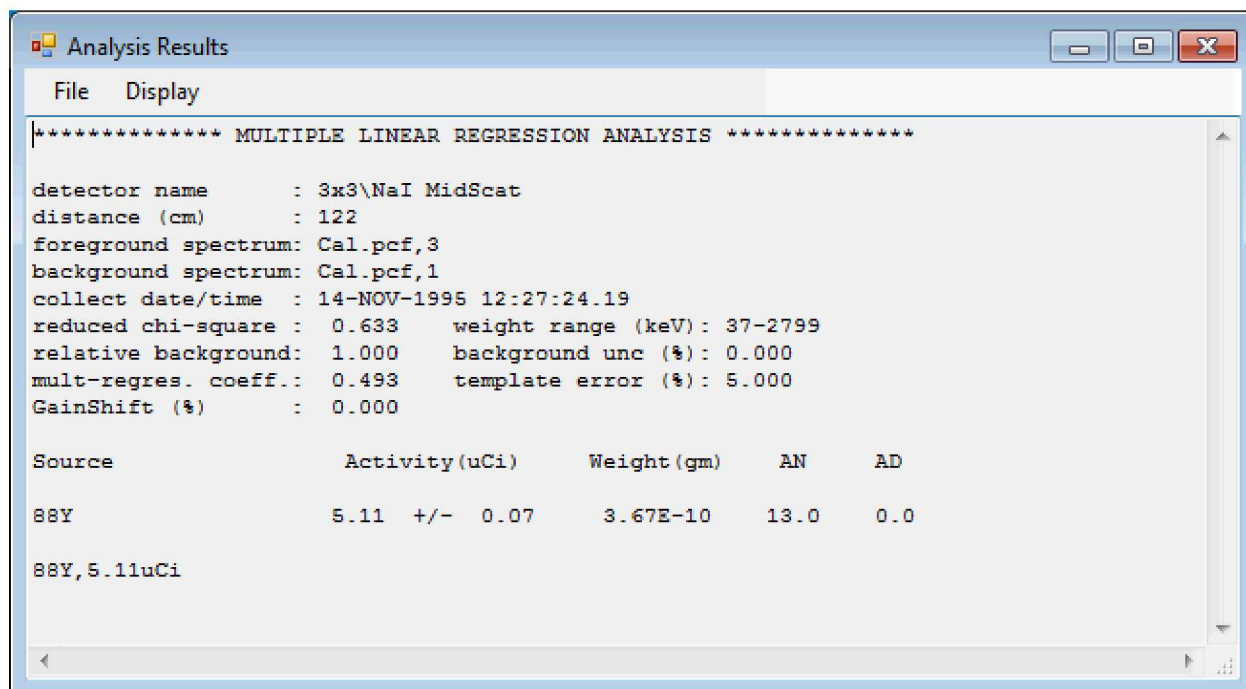 Analysis Results
File Display
************** MULTIPLE LINEAR REGRESSION ANALYSIS **************
detector name : 3x3\NaI MidScat
distance (cm) : 122
foreground spectrum: Cal.pcf,3
background spectrum: Cal.pcf,1
collect date/time : 14-NOV-1995 12:27:24.19
reduced chi-square : 0.633 weight range (keV): 37-2799
relative background: 1.000 background unc (%): 0.000
mult-regres. coeff.: 0.493 template error (%): 5.000
GainShift (%) : 0.000
Source Activity(uCi) Weight(gm) AN AD
88Y 5.11 +/- 0.07 3.67E-10 13.0 0.0
88Y,5.11uCi